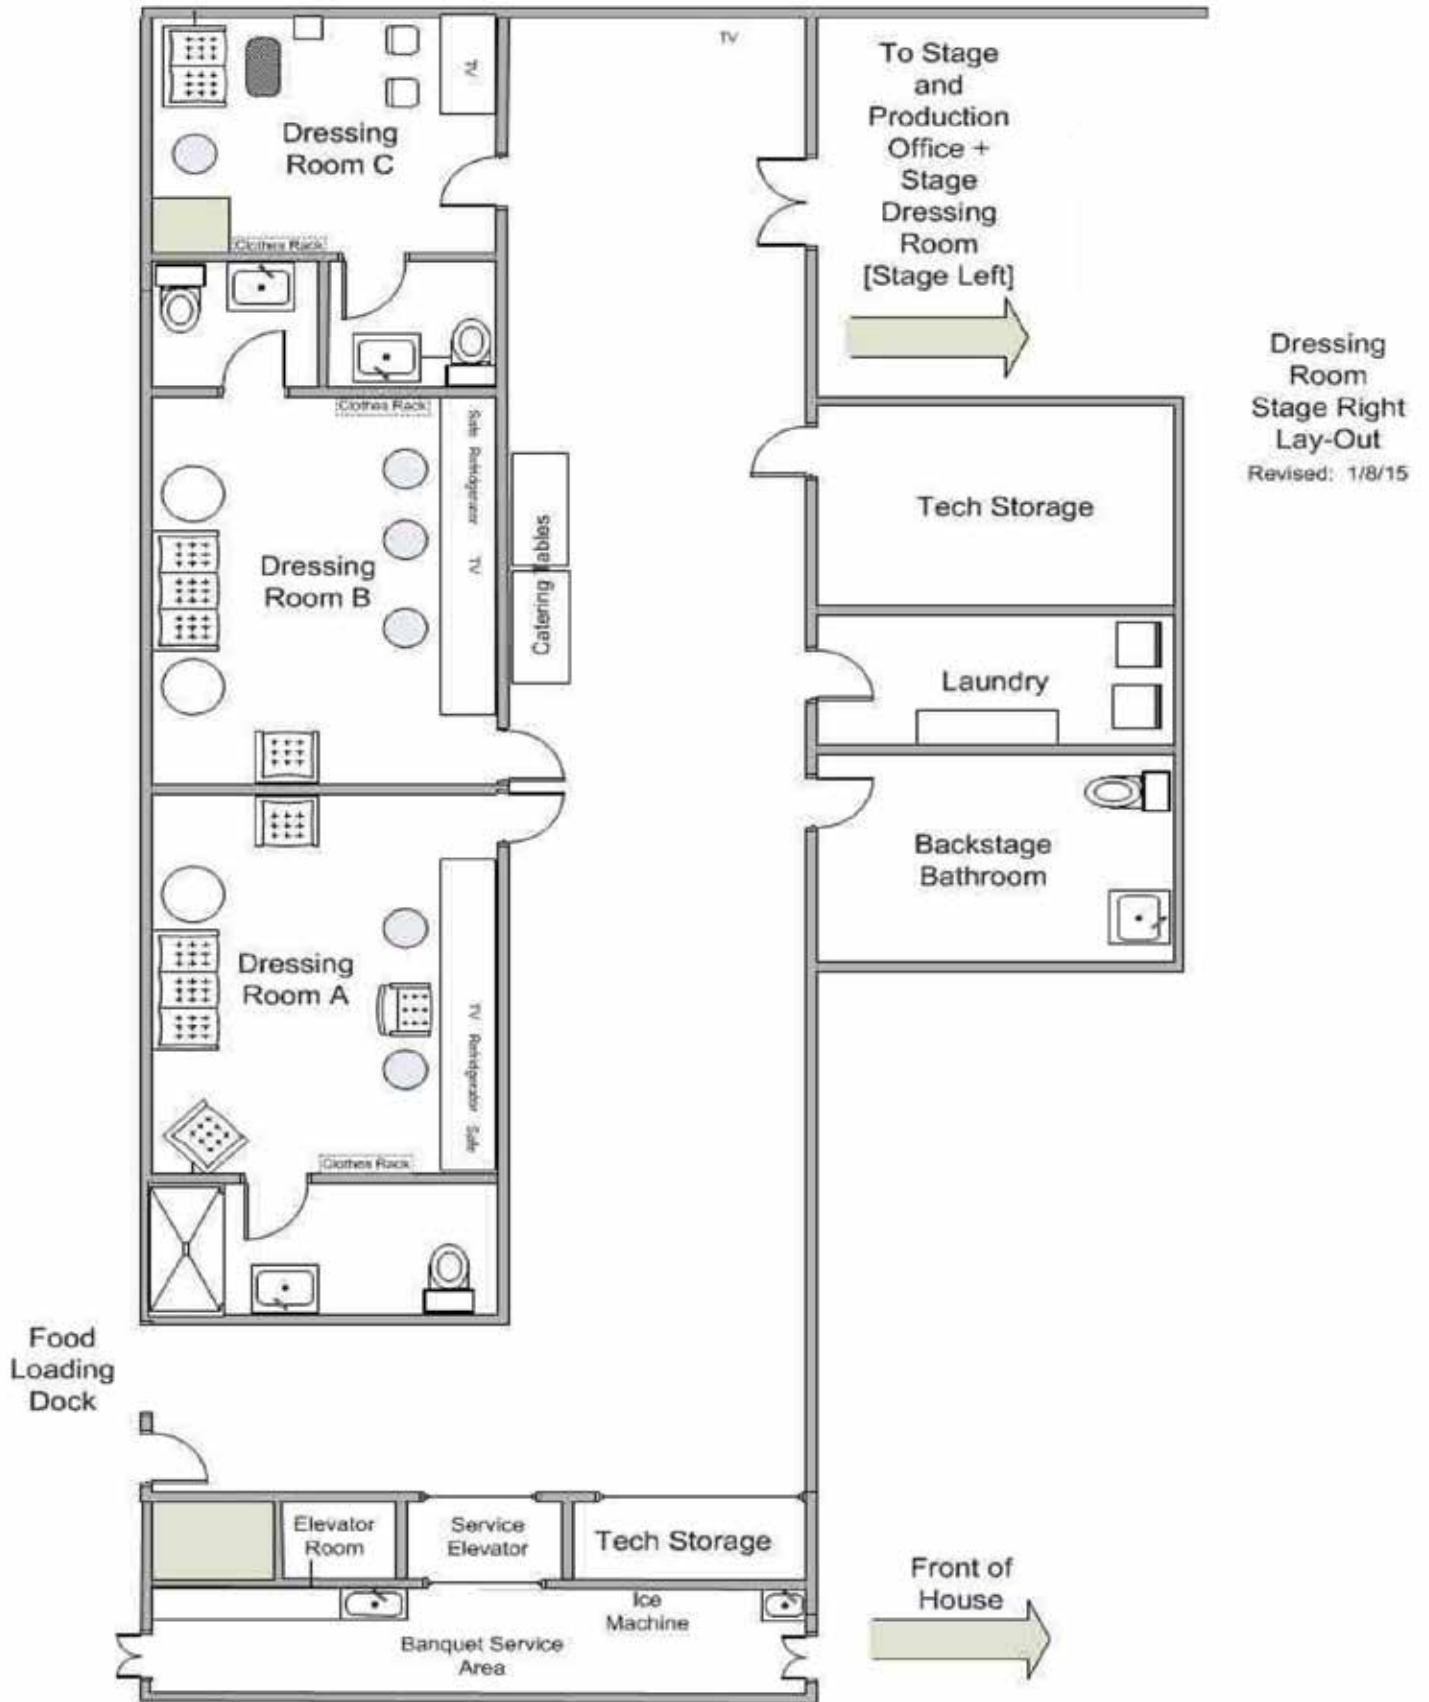 TV
To Stage
and
Production
Office +
Stage
Dressing
Room
[Stage Left]
TV
Dressing
Room C
Clothes Rack
Dressing
Room
Stage Right
Lay-Out
Revised: 1/8/15
Clothes Rack
Safe Refridgerator TV
Dressing
Room B
Catering Tables
Tech Storage
Laundry
Backstage
Bathroom
Dressing
Room A
TV Refridgerator Safe
Clothes Rack
Food
Loading
Dock
Elevator
Room
Service
Elevator
Tech Storage
Ice
Machine
Banquet Service
Area
Front of
House